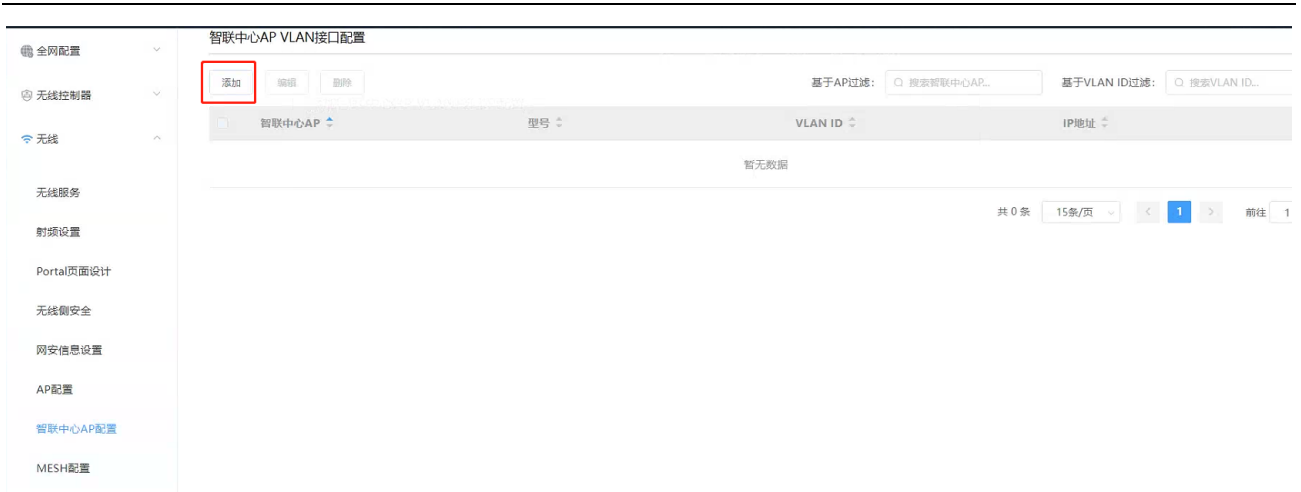 智联中心AP VLAN接口配置
全网配置
无线控制器
无线
无线服务
射频设置
Portal页面设计
无线侧安全
网安信息设置
AP配置
智联中心AP配置
MESH配置
添加 编辑 删除 基于AP过滤： 搜索智联中心AP... 基于VLAN ID过滤： 搜索VLAN ID...
智联中心AP 型号 VLAN ID IP地址
暂无数据
共 0 条 15条/页 < 1 > 前往 1